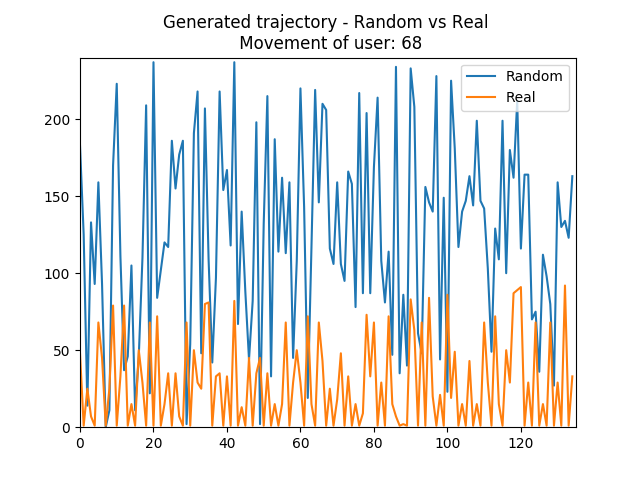 Generated trajectory - Random vs Real
Movement of user: 68
Random
Real
200
150
100
50
0
0 20 40 60 80 100 120